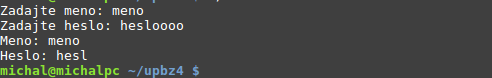 Zadajte meno: meno
Zadajte heslo: hesloooo
Meno: meno
Heslo: hesl
michal@michalpc ~/upbz4 $